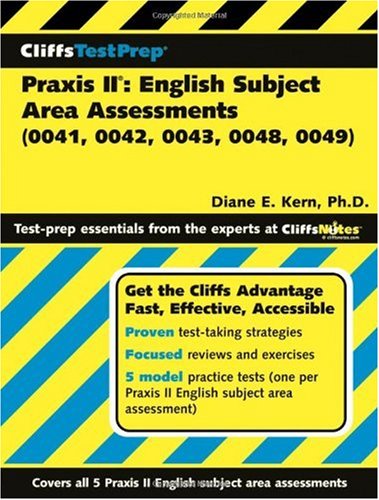 CliffsTestPrep®
Praxis II®: English Subject
Area Assessments
(0041, 0042, 0043, 0048, 0049)
Diane E. Kern, Ph.D.
Test-prep essentials from the experts at CliffsNotes®
cliffsnotes.com
Get the Cliffs Advantage
Fast, Effective, Accessible
Proven test-taking strategies
Focused reviews and exercises
5 model practice tests (one per
Praxis II English subject area
assessment)
Covers all 5 Praxis II English subject area assessments